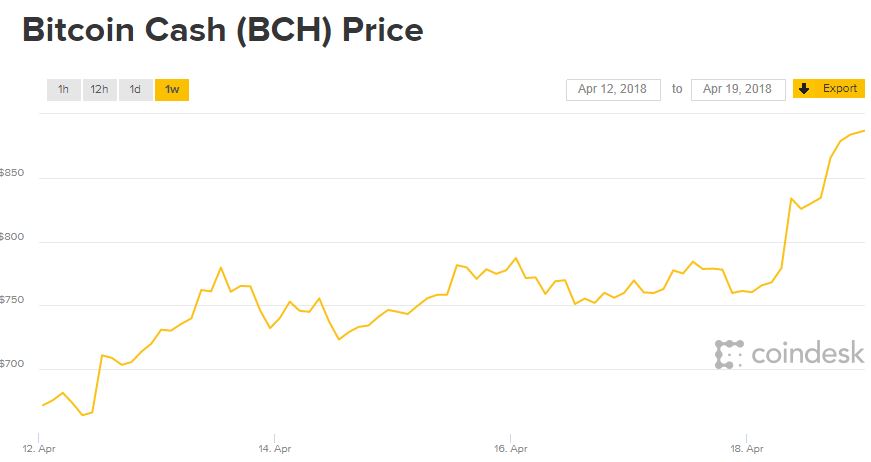 Bitcoin Cash (BCH) Price
1h 12h 1d 1w Apr 12, 2018 to Apr 19, 2018 Export
$850
$800
$750
$700
coindesk
12. Apr 14. Apr 16. Apr 18. Apr